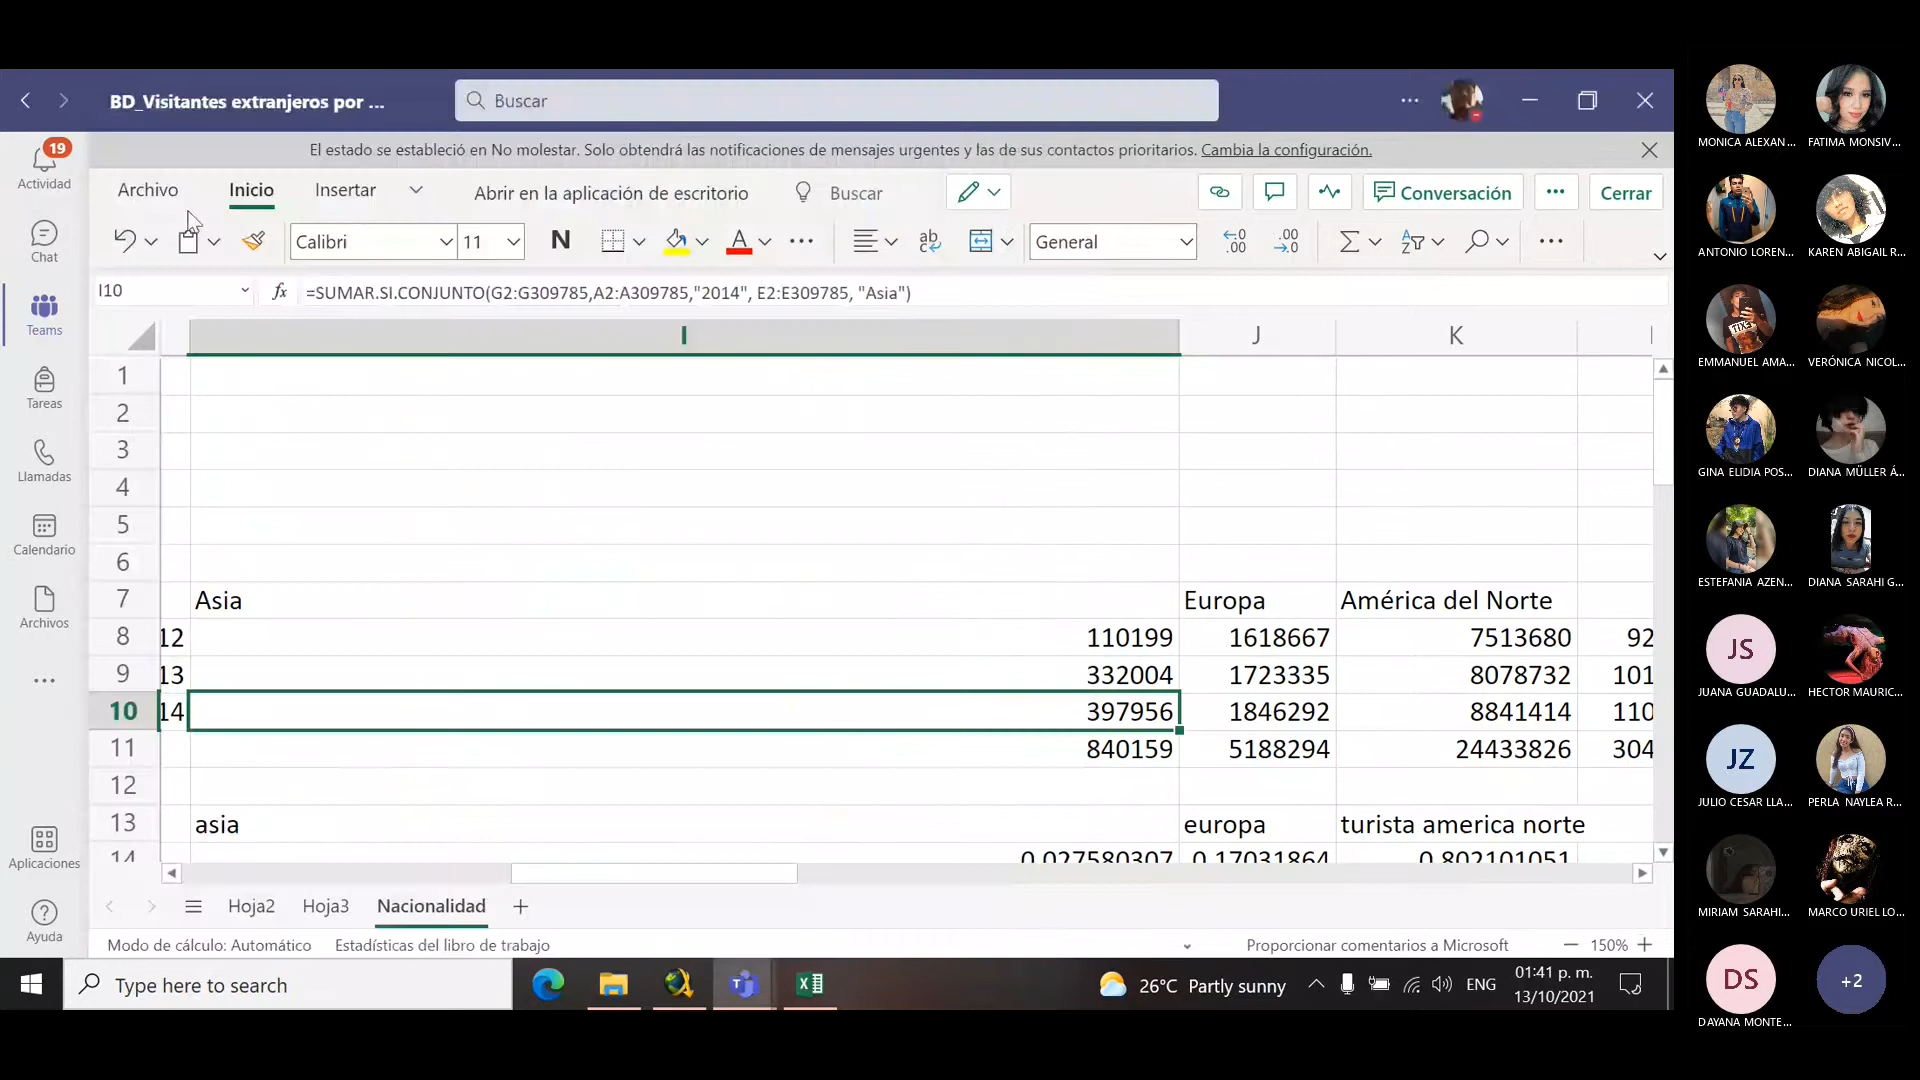 BD_Visitantes extranjeros por ...
Buscar
El estado se estableció en No molestar. Solo obtendrá las notificaciones de mensajes urgentes y las de sus contactos prioritarios. Cambia la configuración.
19
Actividad
Chat
Teams
Tareas
Llamadas
Calendario
Archivos
Aplicaciones
Ayuda
Archivo Inicio Insertar Abrir en la aplicación de escritorio Buscar Conversación Cerrar
Calibri 11 N A ab General
I10 fx =SUMAR.SI.CONJUNTO(G2:G309785,A2:A309785,"2014", E2:E309785, "Asia")
I J K
1
2
3
4
5
6
7 Asia Europa América del Norte
8 12 110199 1618667 7513680 92
9 13 332004 1723335 8078732 101
10 14 397956 1846292 8841414 110
11 840159 5188294 24433826 304
12
13 asia europa turista america norte
14 0.027580307 0.17031864 0.802101051
Hoja2 Hoja3 Nacionalidad
Modo de cálculo: Automático Estadísticas del libro de trabajo Proporcionar comentarios a Microsoft 150%
Type here to search
26°C Partly sunny ENG 01:41 p. m.
13/10/2021
MONICA ALEXAN... FATIMA MONSIV...
ANTONIO LOREN... KAREN ABIGAIL R...
EMMANUEL AMA... VERÓNICA NICOL...
GINA ELIDIA POS... DIANA MÜLLER Á...
ESTEFANIA AZEN... DIANA SARAHI G...
JS
JUANA GUADALU... HECTOR MAURIC...
JZ
JULIO CESAR LLA... PERLA NAYLEA R...
MIRIAM SARAHI... MARCO URIEL LO...
DS +2
DAYANA MONTE...